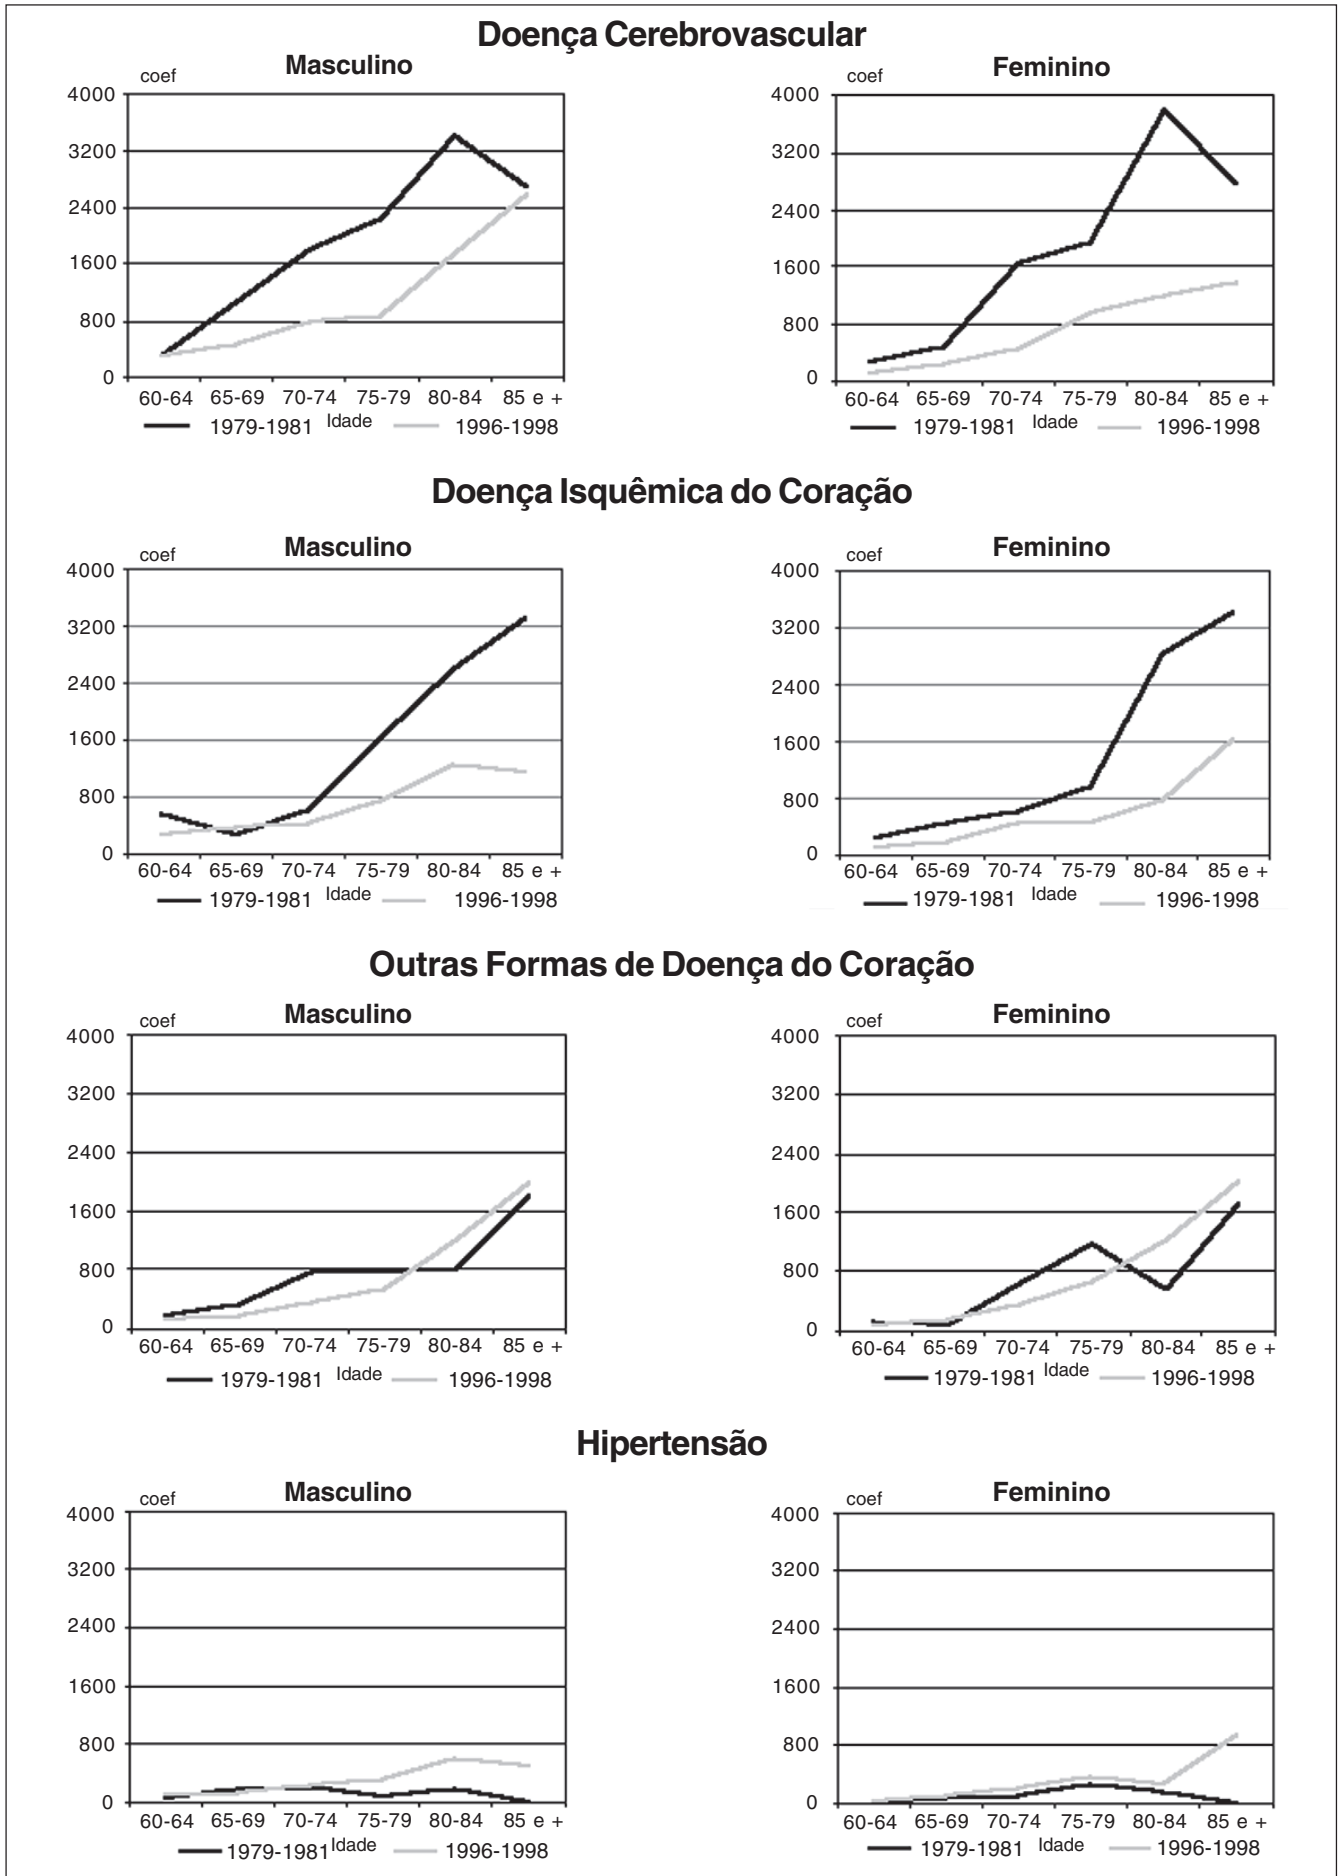 Doença Cerebrovascular
Masculino
coef
4000
3200
2400
1600
800
0
60-64 65-69 70-74 75-79 80-84 85 e +
1979-1981 Idade 1996-1998
Feminino
coef
4000
3200
2400
1600
800
0
60-64 65-69 70-74 75-79 80-84 85 e +
1979-1981 Idade 1996-1998
Doença Isquêmica do Coração
Masculino
coef
4000
3200
2400
1600
800
0
60-64 65-69 70-74 75-79 80-84 85 e +
1979-1981 Idade 1996-1998
Feminino
coef
4000
3200
2400
1600
800
0
60-64 65-69 70-74 75-79 80-84 85 e +
1979-1981 Idade 1996-1998
Outras Formas de Doença do Coração
Masculino
coef
4000
3200
2400
1600
800
0
60-64 65-69 70-74 75-79 80-84 85 e +
1979-1981 Idade 1996-1998
Feminino
coef
4000
3200
2400
1600
800
0
60-64 65-69 70-74 75-79 80-84 85 e +
1979-1981 Idade 1996-1998
Hipertensão
Masculino
coef
4000
3200
2400
1600
800
0
60-64 65-69 70-74 75-79 80-84 85 e +
1979-1981 Idade 1996-1998
Feminino
coef
4000
3200
2400
1600
800
0
60-64 65-69 70-74 75-79 80-84 85 e +
1979-1981 Idade 1996-1998